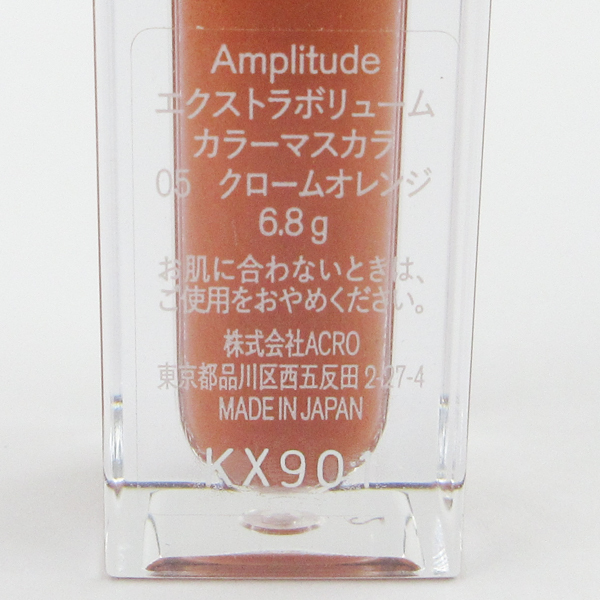 Amplitude
エクストラボリューム
カラーマスカラ
05 クロームオレンジ
6.8g
お肌に合わないときは、
ご使用をおやめください。
株式会社ACRO
東京都品川区西五反田 2-27-4
MADE IN JAPAN
KX901